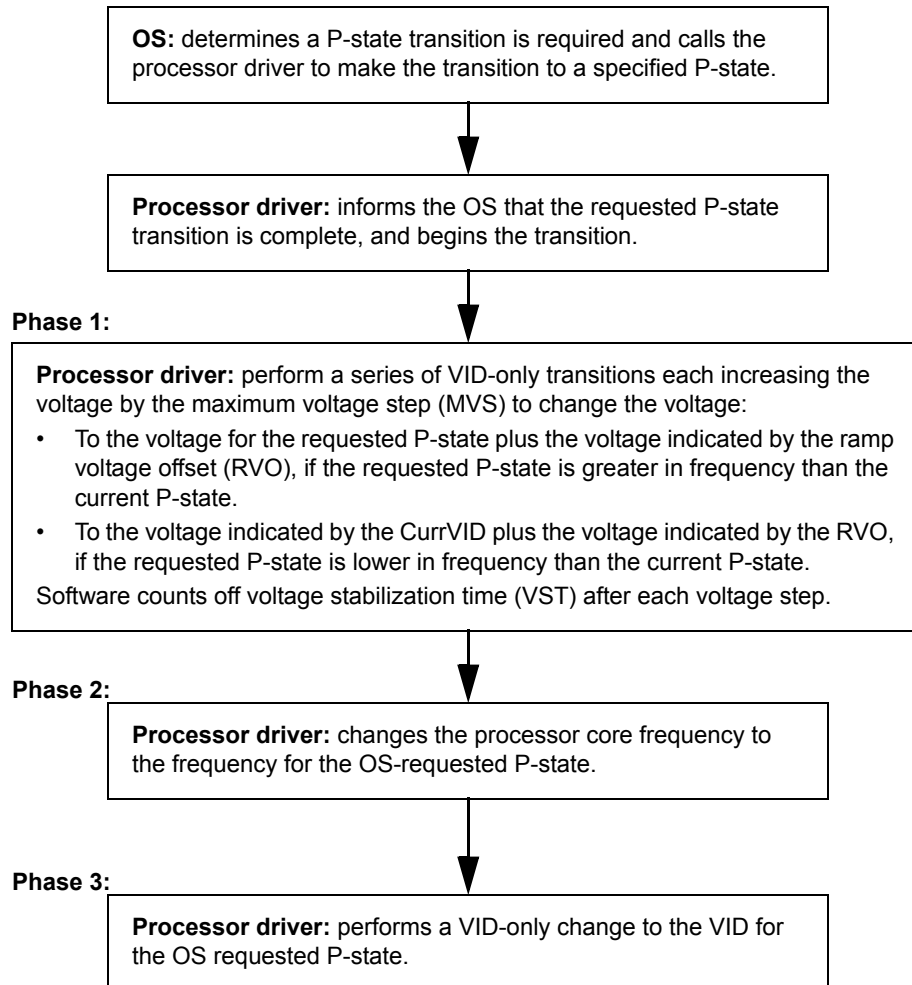 OS: determines a P-state transition is required and calls the
processor driver to make the transition to a specified P-state.
Processor driver: informs the OS that the requested P-state
transition is complete, and begins the transition.
Phase 1:
Processor driver: perform a series of VID-only transitions each increasing the
voltage by the maximum voltage step (MVS) to change the voltage:
• To the voltage for the requested P-state plus the voltage indicated by the ramp
voltage offset (RVO), if the requested P-state is greater in frequency than the
current P-state.
• To the voltage indicated by the CurrVID plus the voltage indicated by the RVO,
if the requested P-state is lower in frequency than the current P-state.
Software counts off voltage stabilization time (VST) after each voltage step.
Phase 2:
Processor driver: changes the processor core frequency to
the frequency for the OS-requested P-state.
Phase 3:
Processor driver: performs a VID-only change to the VID for
the OS requested P-state.